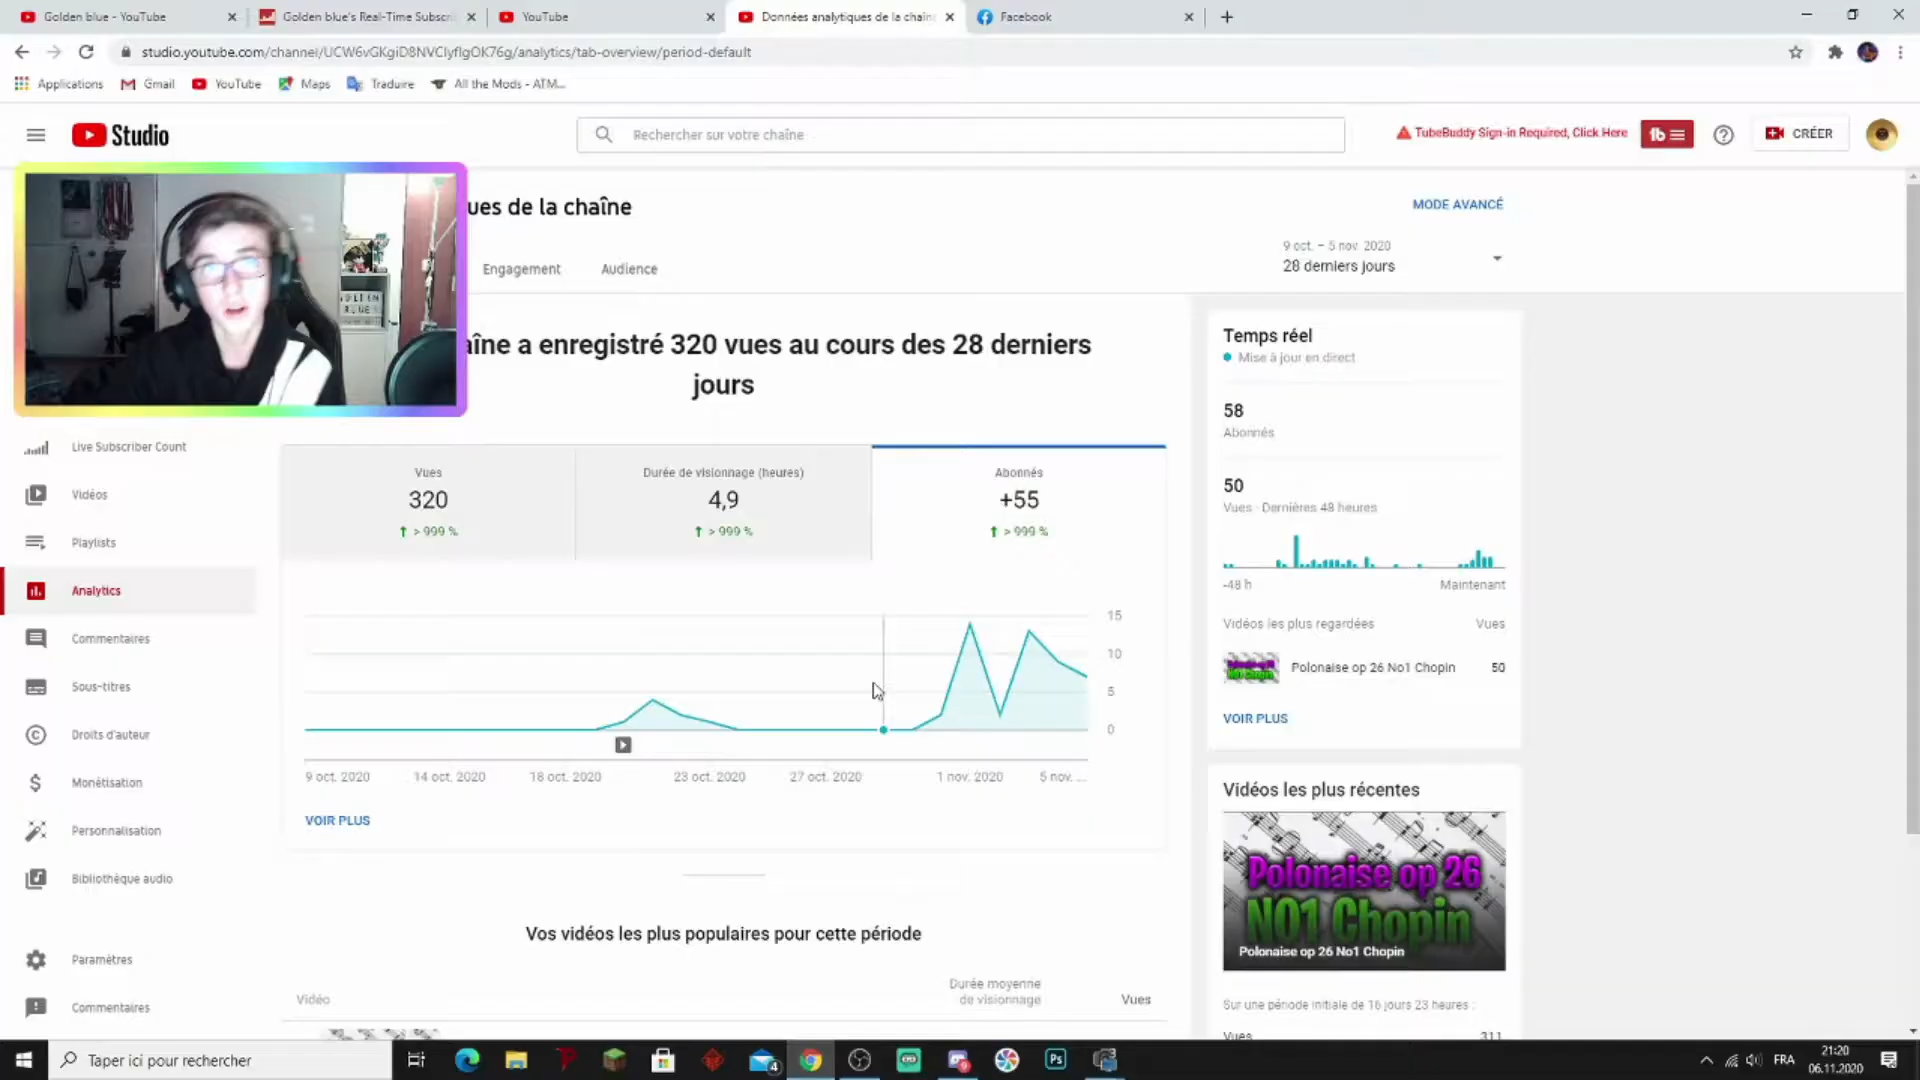 Golden blue - YouTube
Golden blue's Real-Time Subscri
YouTube
Données analytiques de la chaîn
Facebook
studio.youtube.com/channel/UCW6vGKgiD8NVClyflgOK76g/analytics/tab-overview/period-default
Applications
Gmail
YouTube
Maps
Traduire
All the Mods - ATM...
Studio
Rechercher sur votre chaîne
TubeBuddy Sign-in Required, Click Here
tb
CRÉER
ues de la chaîne
MODE AVANCÉ
Engagement
Audience
9 oct. – 5 nov. 2020
28 derniers jours
GOLDEN
BLUE
aîne a enregistré 320 vues au cours des 28 derniers
jours
Temps réel
Mise à jour en direct
58
Abonnés
50
Vues · Dernières 48 heures
-48 h
Maintenant
Vidéos les plus regardées
Vues
Polonaise op 26 No1 Chopin
50
VOIR PLUS
Live Subscriber Count
Vidéos
Playlists
Analytics
Commentaires
Sous-titres
Droits d'auteur
Monétisation
Personnalisation
Bibliothèque audio
Paramètres
Commentaires
Vues
320
> 999 %
Durée de visionnage (heures)
4,9
> 999 %
Abonnés
+55
> 999 %
15
10
5
0
9 oct. 2020
14 oct. 2020
18 oct. 2020
23 oct. 2020
27 oct. 2020
1 nov. 2020
5 nov. ...
VOIR PLUS
Vos vidéos les plus populaires pour cette période
Vidéo
Durée moyenne
de visionnage
Vues
Vidéos les plus récentes
Polonaise op 26
NO1 Chopin
Polonaise op 26 No1 Chopin
Sur une période initiale de 16 jours 23 heures :
Vues
311
Taper ici pour rechercher
4
Ps
FRA
21:20
06.11.2020